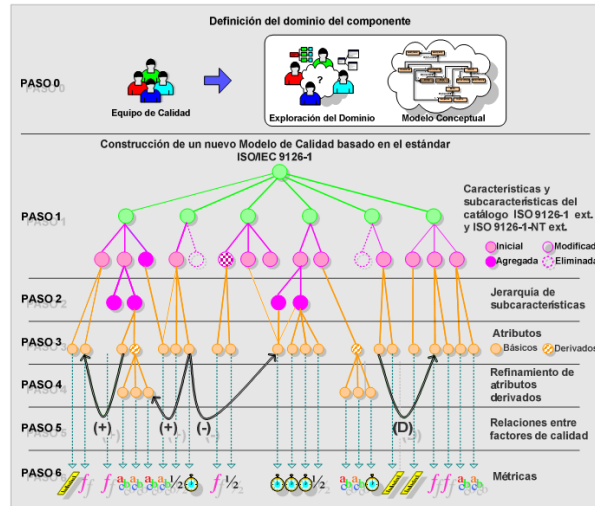 Definición del dominio del componente
PASO 0
Equipo de Calidad
?
Exploración del Dominio
Modelo Conceptual
Construcción de un nuevo Modelo de Calidad basado en el estándar
ISO/IEC 9126-1
PASO 1
Características y
subcaracterísticas del
catálogo ISO 9126-1 ext.
y ISO 9126-1-NT ext.
Inicial
Modificad
Agregada
Eliminada
PASO 2
Jerarquia de
subcaracterísticas
PASO 3
Atributos
Básicos
Derivados
PASO 4
Refinamiento de
atributos
derivados
PASO 5
(+)
(+)
(-)
(D)
Relaciones entre
factores de calidad
PASO 6
Métricas